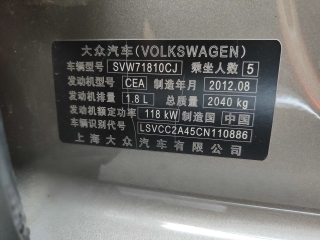 大众汽车(VOLKSWAGEN)
车辆型号 SVW71810CJ 乘坐人数 5
发动机型号 CEA 制造年月 2012.08
发动机排量 1.8 L 总质量 2040 kg
发动机额定功率 118 kW 制造国 中国
车辆识别代号 LSVCC2A45CN110886
上海大众汽车有限公司